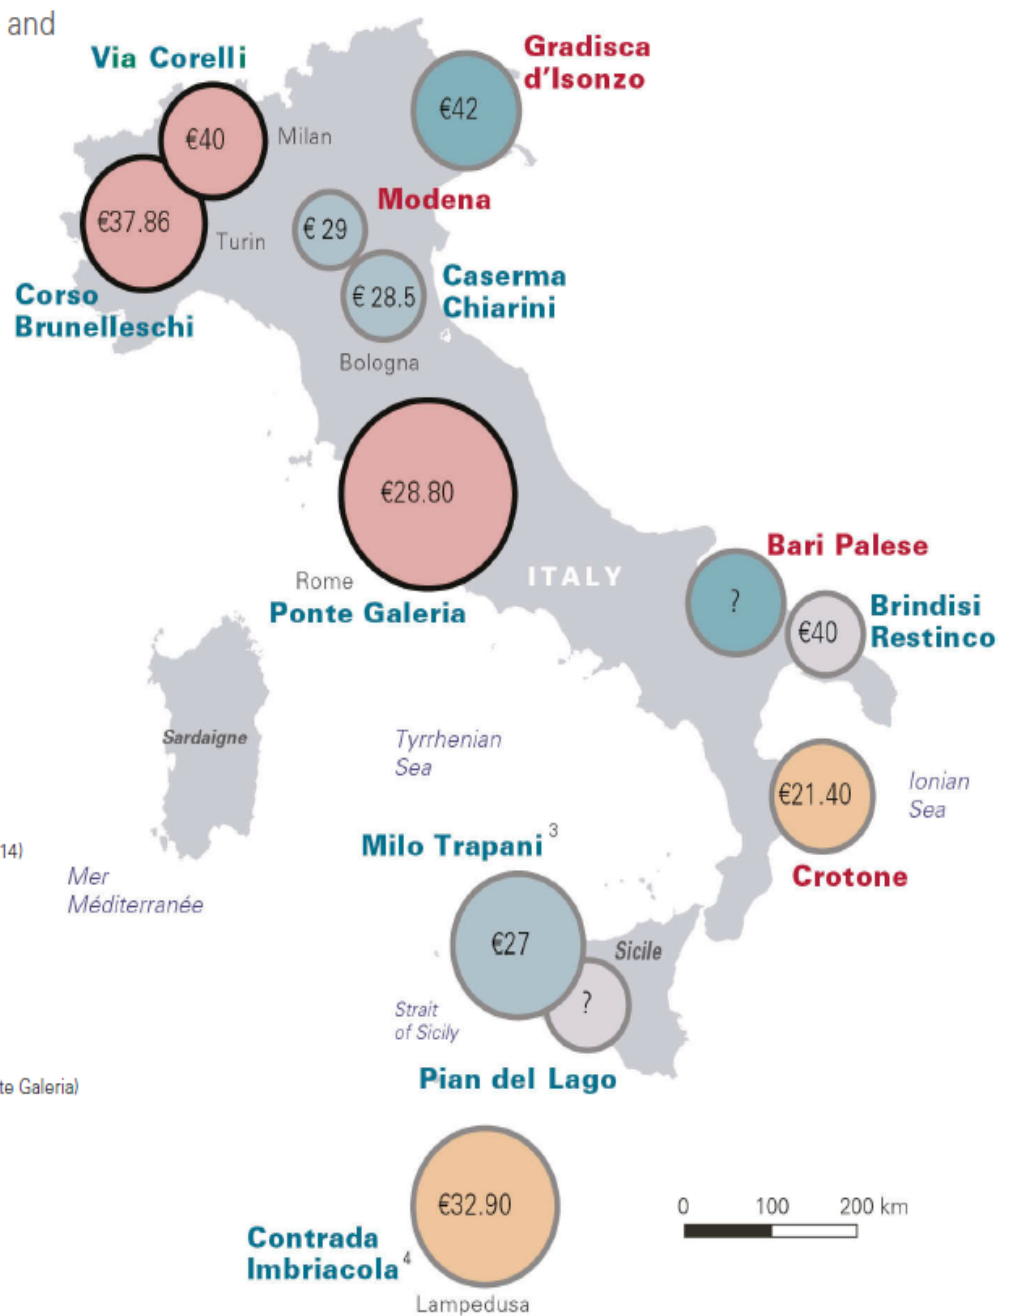 and
Via Corelli
Gradisca
d'Isonzo
€42
€40
Milan
Modena
€37.86
€ 29
Turin
Caserma
Chiarini
Corso
Brunelleschi
€ 28.5
Bologna
€28.80
Bari Palese
ITALY
Rome
Ponte Galeria
?
Brindisi
Restinco
€40
Sardaigne
Tyrrhenian
Sea
Ionian
Sea
€21.40
Milo Trapani 3
14)
Mer
Méditerranée
Crotone
€27
Sicile
Strait
of Sicily
?
Pian del Lago
te Galeria)
€32.90
0 100 200 km
Contrada
Imbriacola 4
Lampedusa